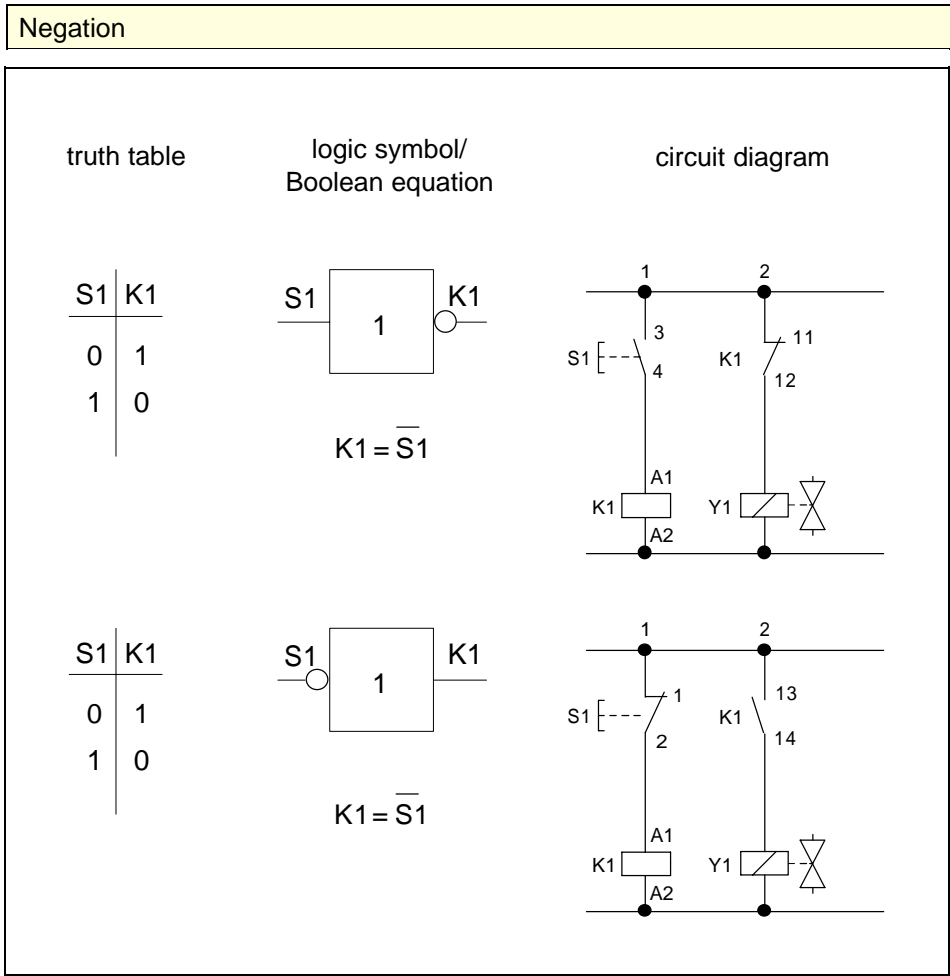 Negation
truth table
logic symbol/
Boolean equation
circuit diagram
S1 K1
0 1
1 0
S1 1 K1
K1 = S̅1
1 2
3
S1 4
K1 11
12
A1
K1
A2
Y1
S1 K1
0 1
1 0
S1 1 K1
K1 = S̅1
1 2
1
S1
2
13
K1
14
A1
K1
A2
Y1